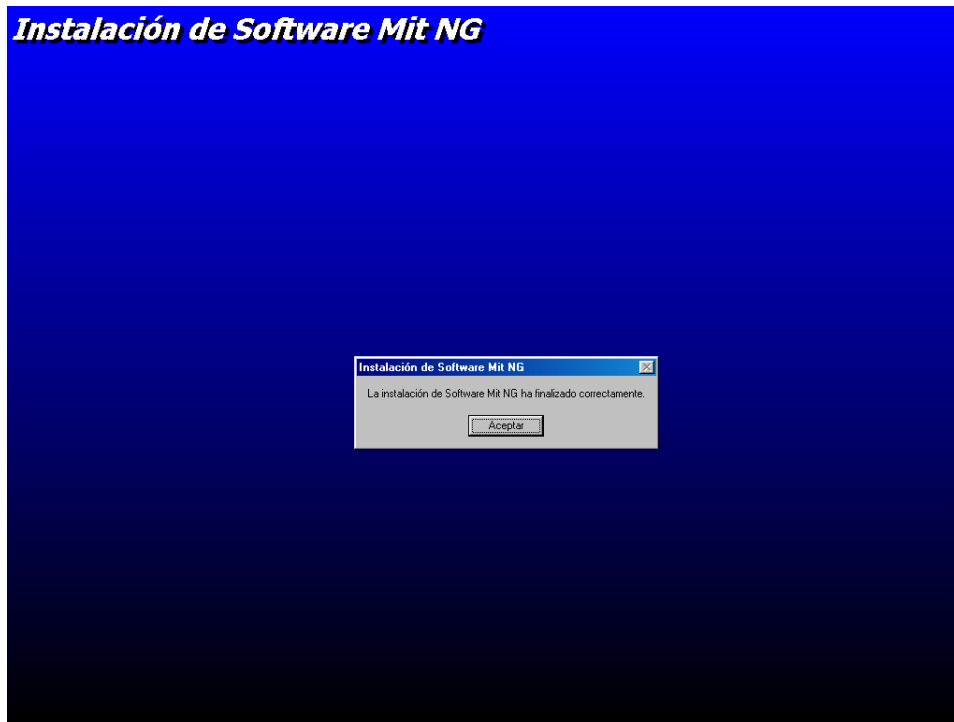 Instalación de Software Mit NG
Instalación de Software Mit NG
La instalación de Software Mit NG ha finalizado correctamente.
Aceptar